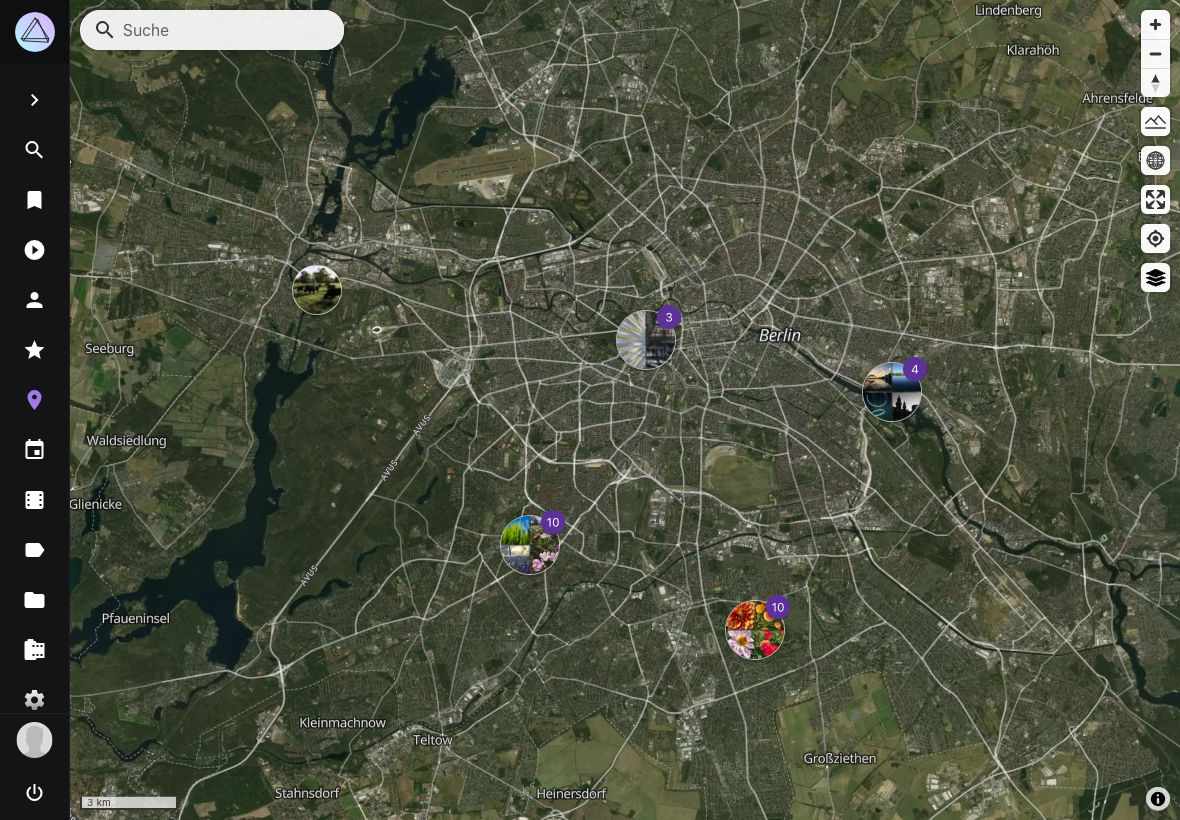 Suche
Lindenberg
Klarahöh
Ahrensfelde
3
Berlin
Seeburg
4
AVUS
Waldsiedlung
AVUS
Glienicke
10
AVUS
10
Pfaueninsel
Kleinmachnow
Teltow
Großziethen
Stahnsdorf
Heinersdorf
3 km